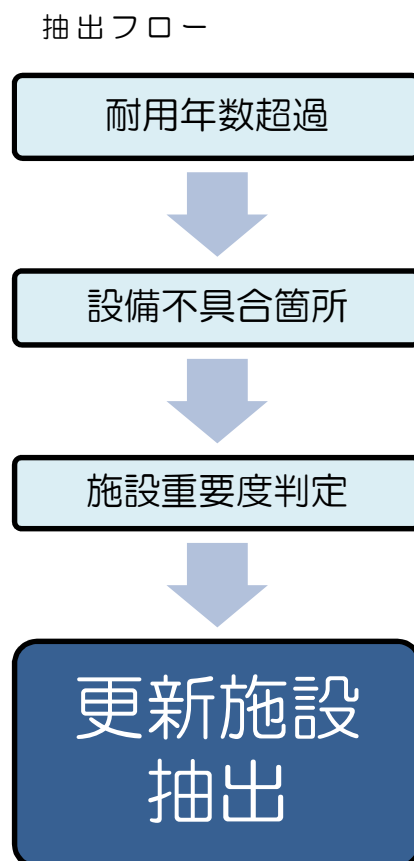 抽出フロー
耐用年数超過
設備不具合箇所
施設重要度判定
更新施設
抽出